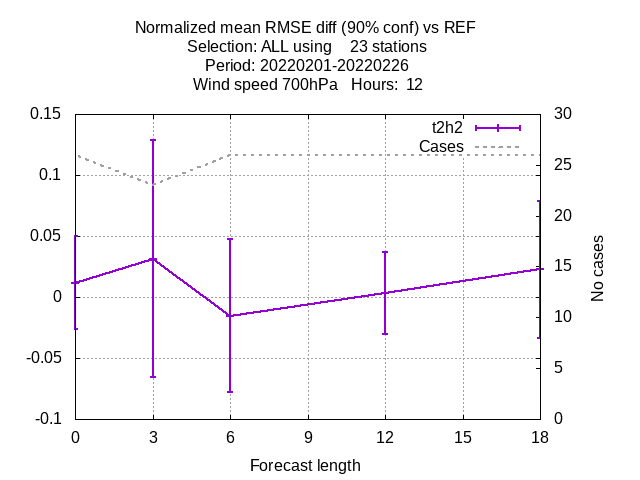 Normalized mean RMSE diff (90% conf) vs REF
Selection: ALL using    23 stations
Period: 20220201-20220226
Wind speed 700hPa   Hours:  12
t2h2
Cases
0.15
0.1
0.05
0
-0.05
-0.1
30
25
20
15
10
5
0
No cases
0 3 6 9 12 15 18
Forecast length